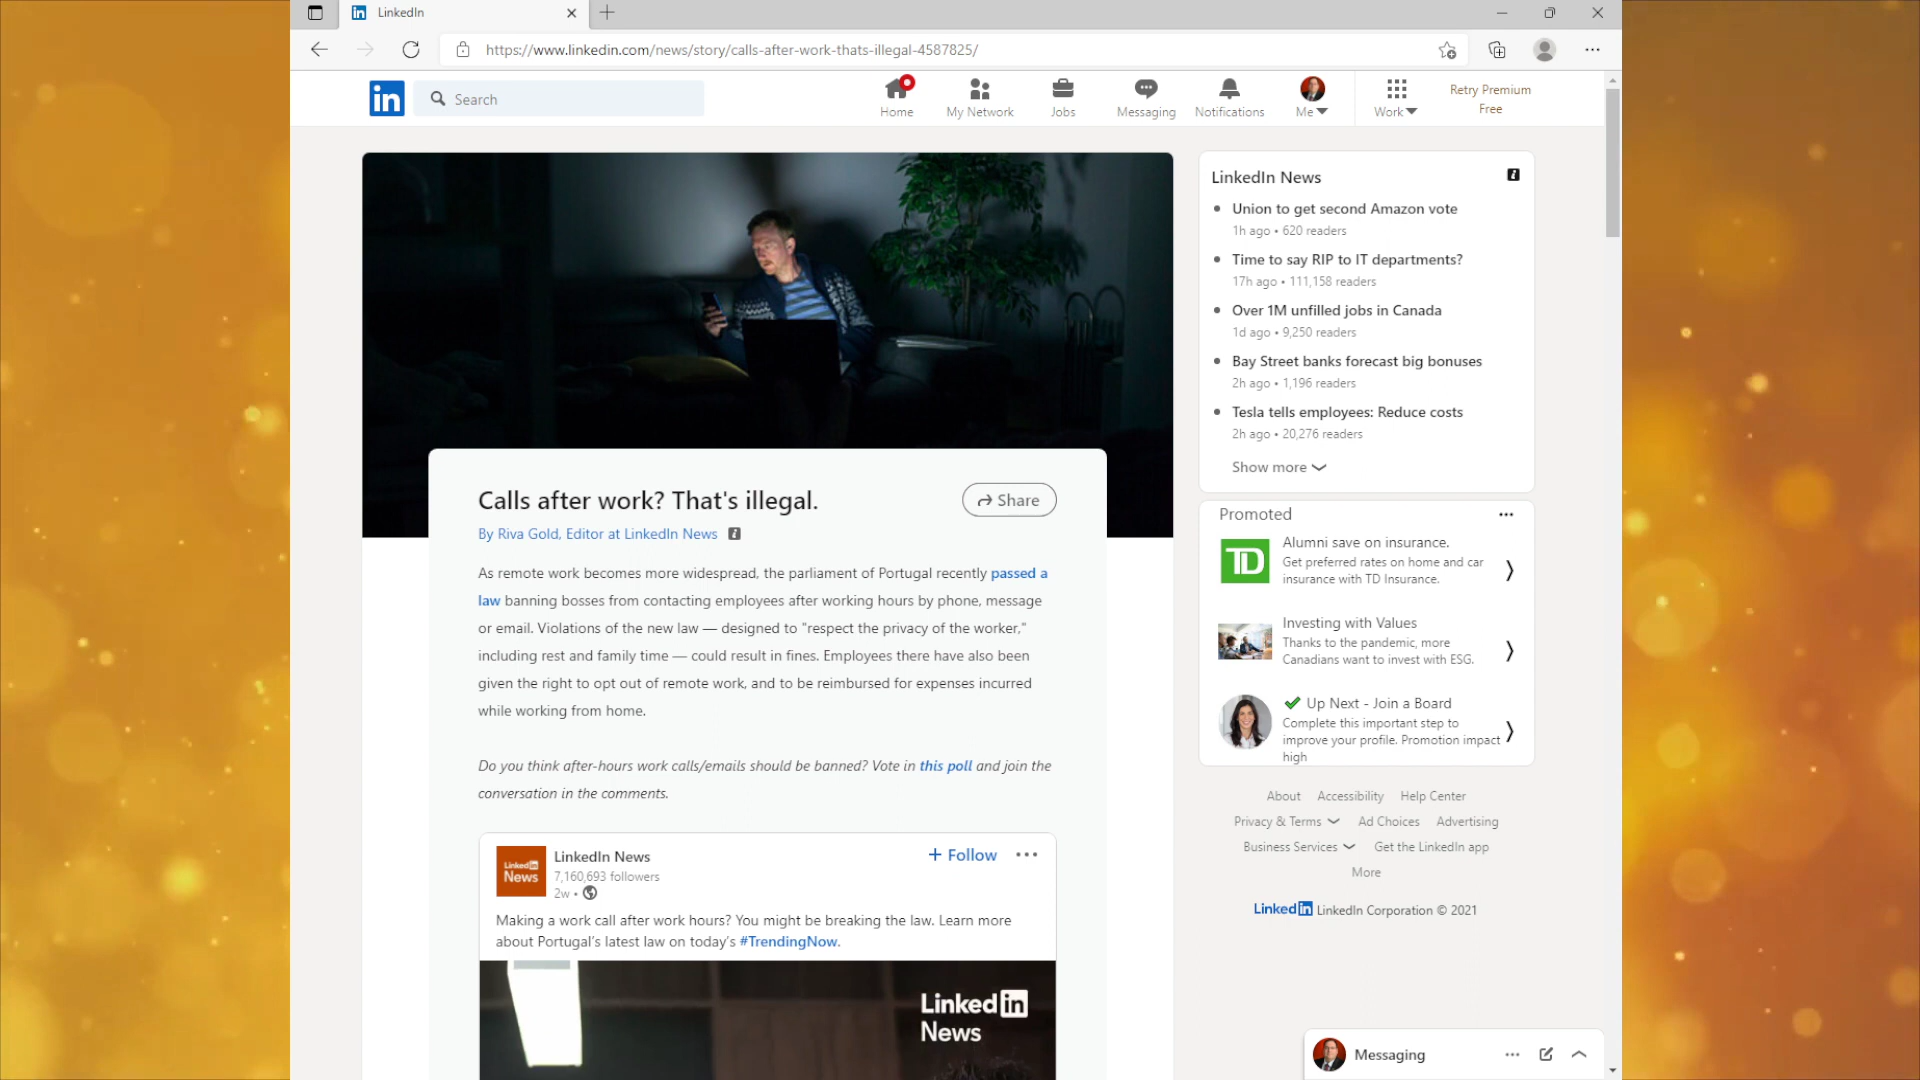 LinkedIn
https://www.linkedin.com/news/story/calls-after-work-thats-illegal-4587825/
in
Search
Home
My Network
Jobs
Messaging
Notifications
Me
Work
Retry Premium
Free
Calls after work? That's illegal.
Share
By Riva Gold, Editor at LinkedIn News
As remote work becomes more widespread, the parliament of Portugal recently passed a
law banning bosses from contacting employees after working hours by phone, message
or email. Violations of the new law — designed to "respect the privacy of the worker,"
including rest and family time — could result in fines. Employees there have also been
given the right to opt out of remote work, and to be reimbursed for expenses incurred
while working from home.
Do you think after-hours work calls/emails should be banned? Vote in this poll and join the
conversation in the comments.
Linked in
News
LinkedIn News
7,160,693 followers
2w •
+ Follow
Making a work call after work hours? You might be breaking the law. Learn more
about Portugal's latest law on today's #TrendingNow.
Linked in
News
LinkedIn News
Union to get second Amazon vote
1h ago • 620 readers
Time to say RIP to IT departments?
17h ago • 111,158 readers
Over 1M unfilled jobs in Canada
1d ago • 9,250 readers
Bay Street banks forecast big bonuses
2h ago • 1,196 readers
Tesla tells employees: Reduce costs
2h ago • 20,276 readers
Show more
Promoted
TD
Alumni save on insurance.
Get preferred rates on home and car
insurance with TD Insurance.
Investing with Values
Thanks to the pandemic, more
Canadians want to invest with ESG.
Up Next - Join a Board
Complete this important step to
improve your profile. Promotion impact
high
About Accessibility Help Center
Privacy & Terms Ad Choices Advertising
Business Services Get the LinkedIn app
More
Linked in LinkedIn Corporation © 2021
Messaging